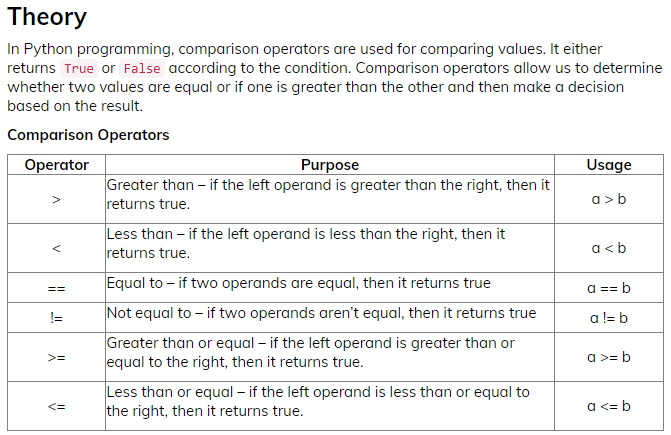 Theory
In Python programming, comparison operators are used for comparing values. It either
returns True or False according to the condition. Comparison operators allow us to determine
whether two values are equal or if one is greater than the other and then make a decision
based on the result.
Comparison Operators
Operator Purpose Usage
> Greater than – if the left operand is greater than the right, then it
returns true. a > b
< Less than – if the left operand is less than the right, then it
returns true. a < b
== Equal to – if two operands are equal, then it returns true a == b
!= Not equal to – if two operands aren’t equal, then it returns true a != b
>= Greater than or equal – if the left operand is greater than or
equal to the right, then it returns true. a >= b
<= Less than or equal – if the left operand is less than or equal to
the right, then it returns true. a <= b